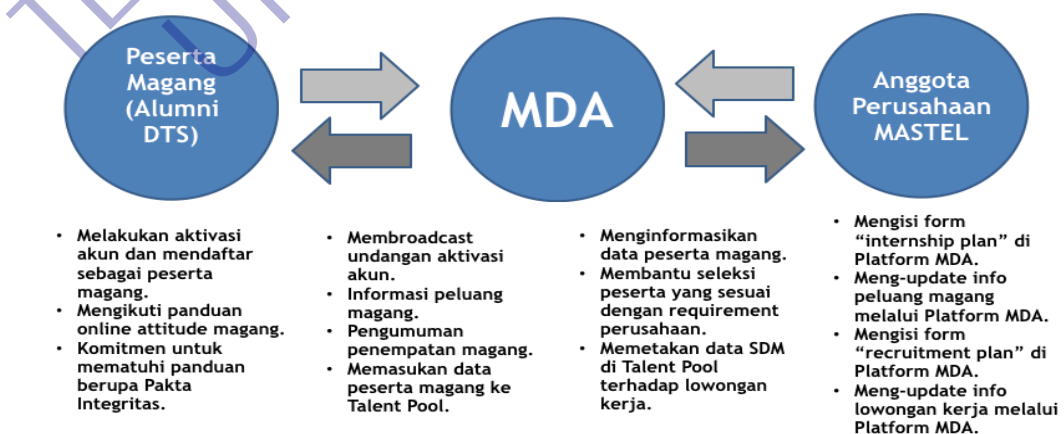 Peserta
Magang
(Alumni
DTS)
MDA
Anggota
Perusahaan
MASTEL
• Melakukan aktivasi
akun dan mendaftar
sebagai peserta
magang.
• Mengikuti panduan
online attitude magang.
• Komitmen untuk
mematuhi panduan
berupa Pakta
Integritas.
• Membroadcast
undangan aktivasi
akun.
• Informasi peluang
magang.
• Pengumuman
penempatan magang.
• Memasukan data
peserta magang ke
Talent Pool.
• Menginformasikan
data peserta magang.
• Membantu seleksi
peserta yang sesuai
dengan requirement
perusahaan.
• Memetakan data SDM
di Talent Pool
terhadap lowongan
kerja.
• Mengisi form
“internship plan” di
Platform MDA.
• Meng-update info
peluang magang
melalui Platform MDA.
• Mengisi form
“recruitment plan” di
Platform MDA.
• Meng-update info
lowongan kerja melalui
Platform MDA.